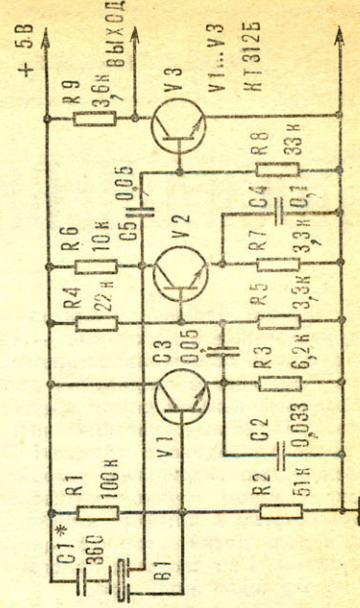 C1*
360
B1
R1
100к
R2
51к
V1
C2
0,033
C3
0,05
R3
6,2к
R4
22к
R5
3,3к
R6
10к
V2
R7
3,3к
C4
0,1
C5
0,05
R8
33к
R9
3,6к
V3
V1...V3
КТ312Б
+ 5В
ВЫХОД